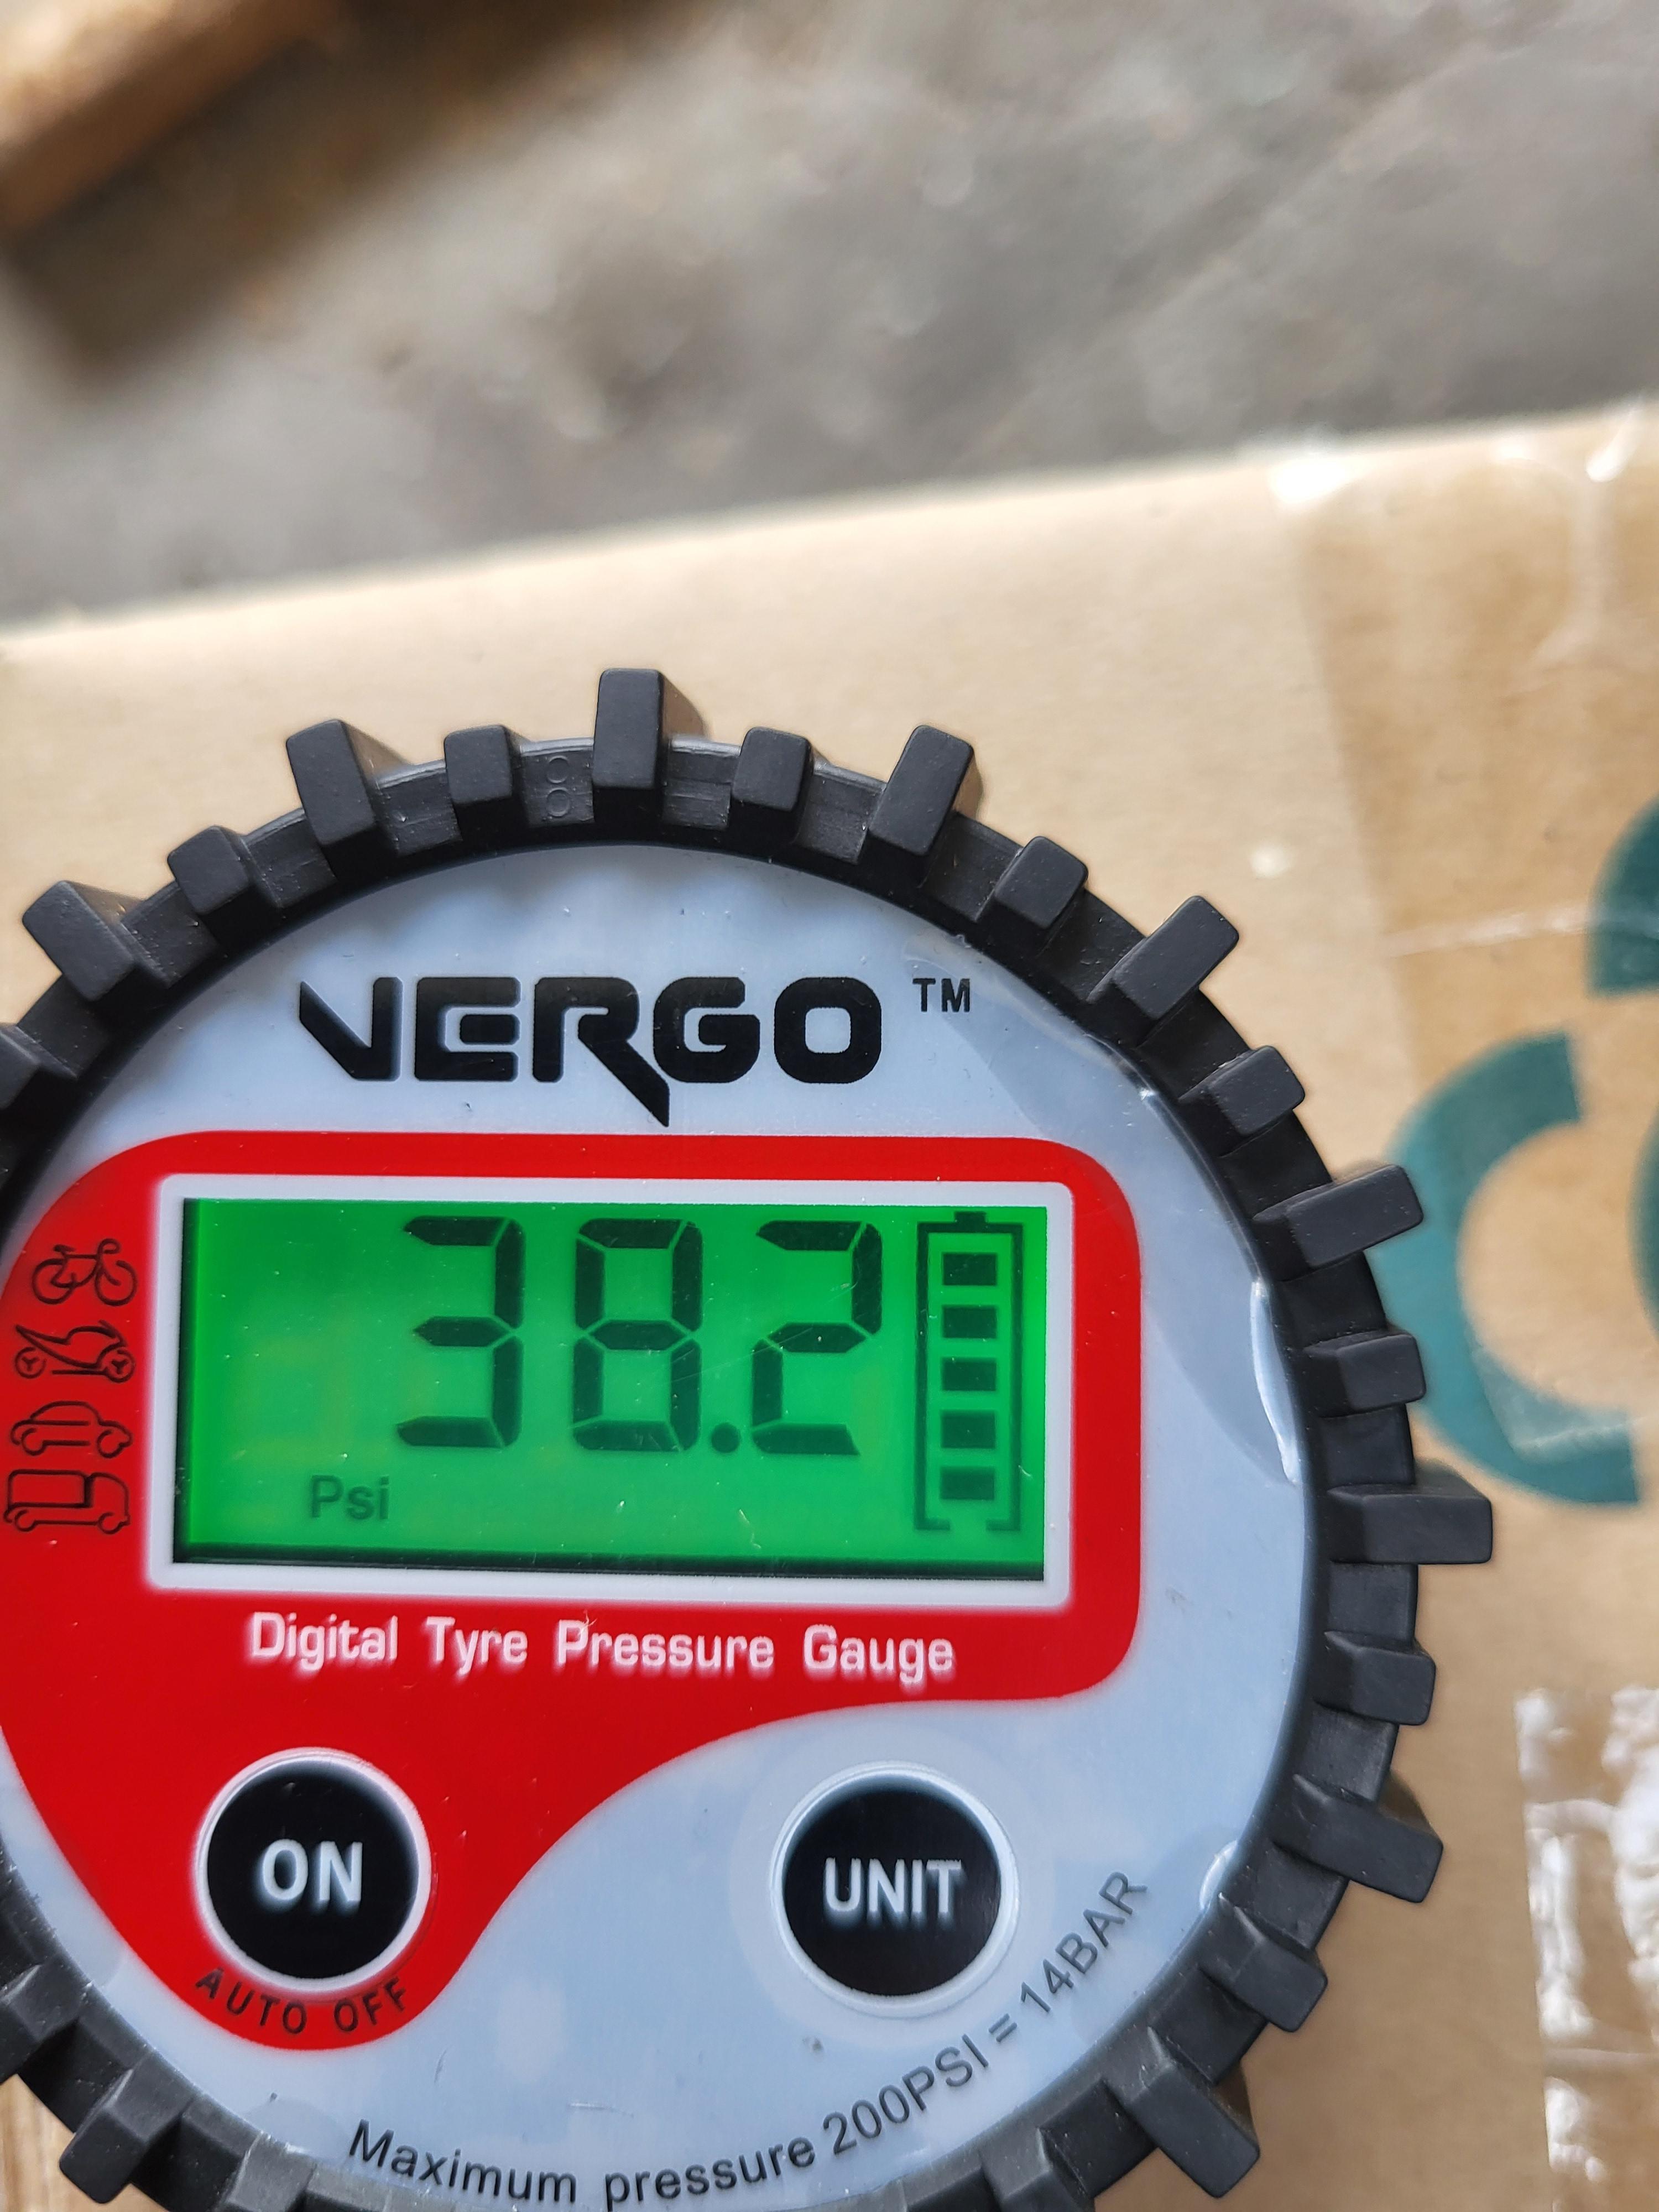 VERGO™
38.2
Psi
Digital Tyre Pressure Gauge
ON
UNIT
AUTO OFF
Maximum pressure 200PSI = 14BAR